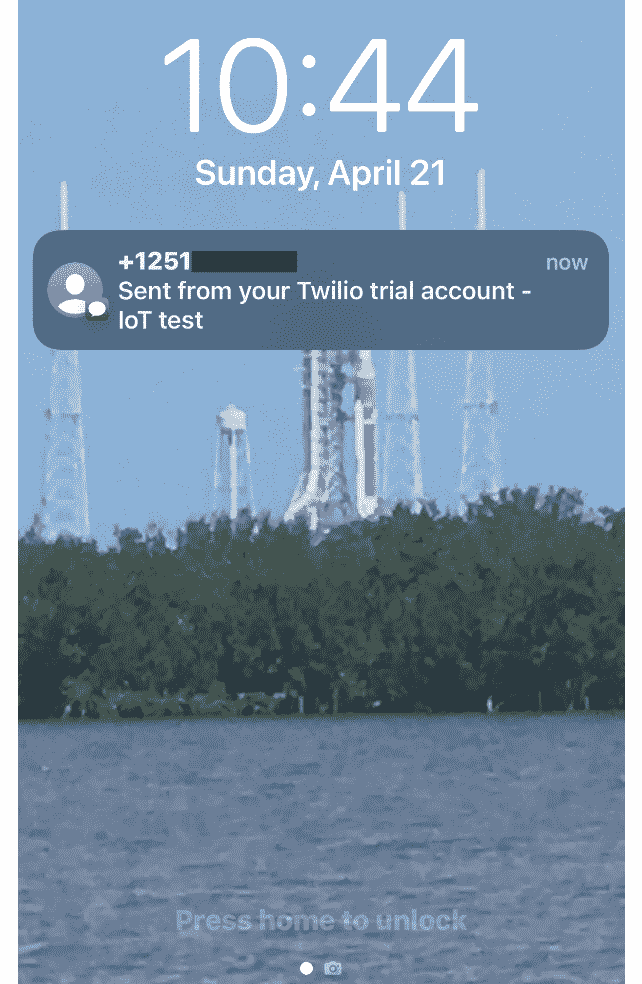 10:44
Sunday, April 21
+1251
now
Sent from your Twilio trial account -
IoT test
Press home to unlock